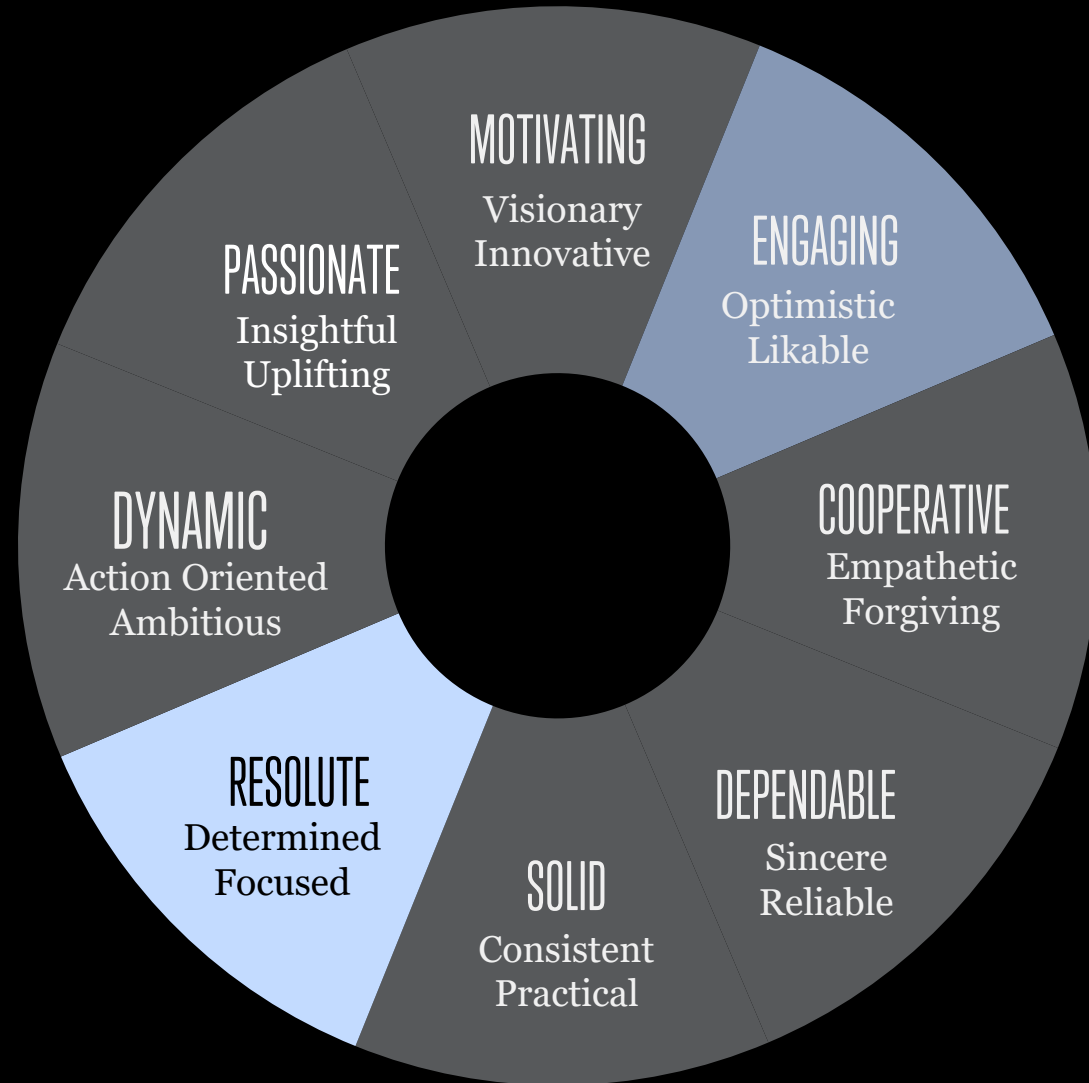 MOTIVATING
Visionary
Innovative
ENGAGING
Optimistic
Likable
COOPERATIVE
Empathetic
Forgiving
DEPENDABLE
Sincere
Reliable
SOLID
Consistent
Practical
RESOLUTE
Determined
Focused
DYNAMIC
Action Oriented
Ambitious
PASSIONATE
Insightful
Uplifting